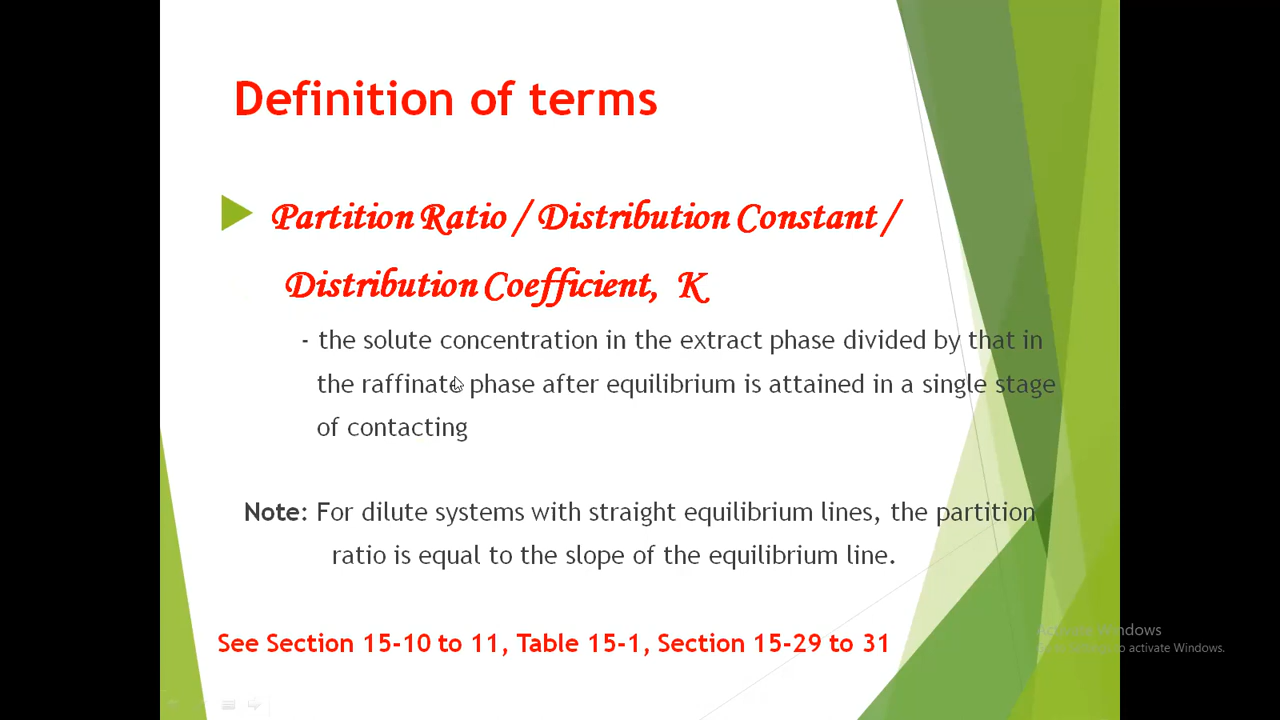 Definition of terms
Partition Ratio / Distribution Constant /
Distribution Coefficient, K
- the solute concentration in the extract phase divided by that in
the raffinate phase after equilibrium is attained in a single stage
of contacting
Note: For dilute systems with straight equilibrium lines, the partition
ratio is equal to the slope of the equilibrium line.
See Section 15-10 to 11, Table 15-1, Section 15-29 to 31
Activate Windows
to activate Windows.